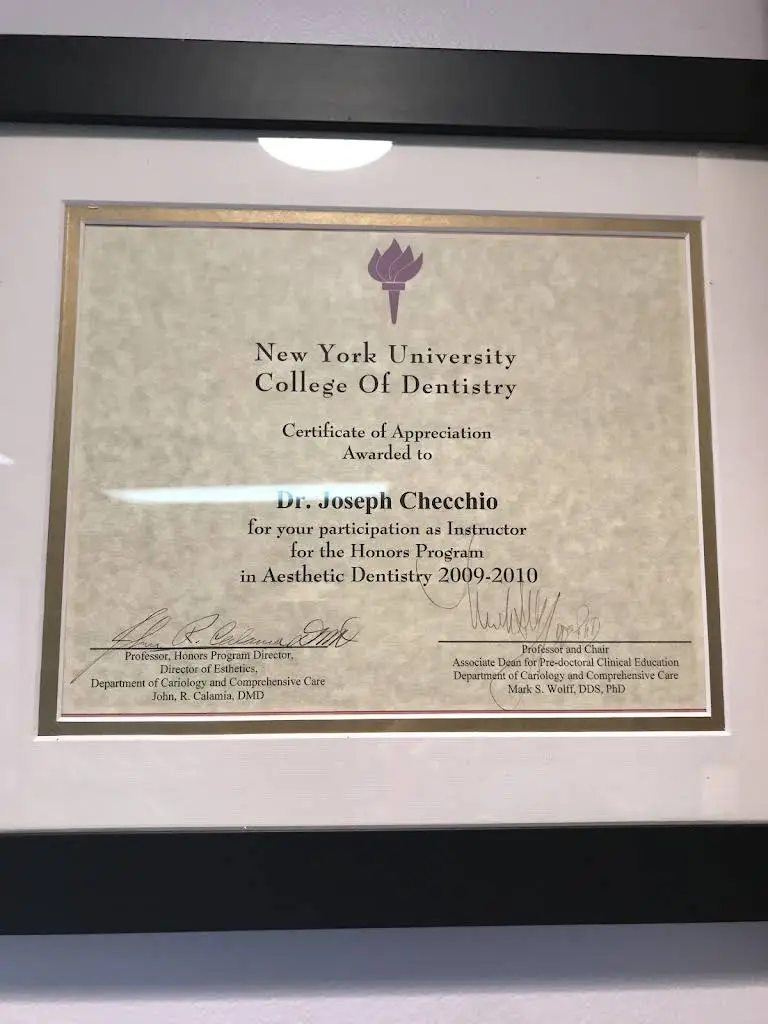 New York University
College Of Dentistry
Certificate of Appreciation
Awarded to
Dr. Joseph Checchio
for your participation as Instructor
for the Honors Program
in Aesthetic Dentistry 2009-2010
John R. Calamia DMD
Professor, Honors Program Director,
Director of Esthetics,
Department of Cariology and Comprehensive Care
John, R. Calamia, DMD
Professor and Chair
Associate Dean for Pre-doctoral Clinical Education
Department of Cariology and Comprehensive Care
Mark S. Wolff, DDS, PhD